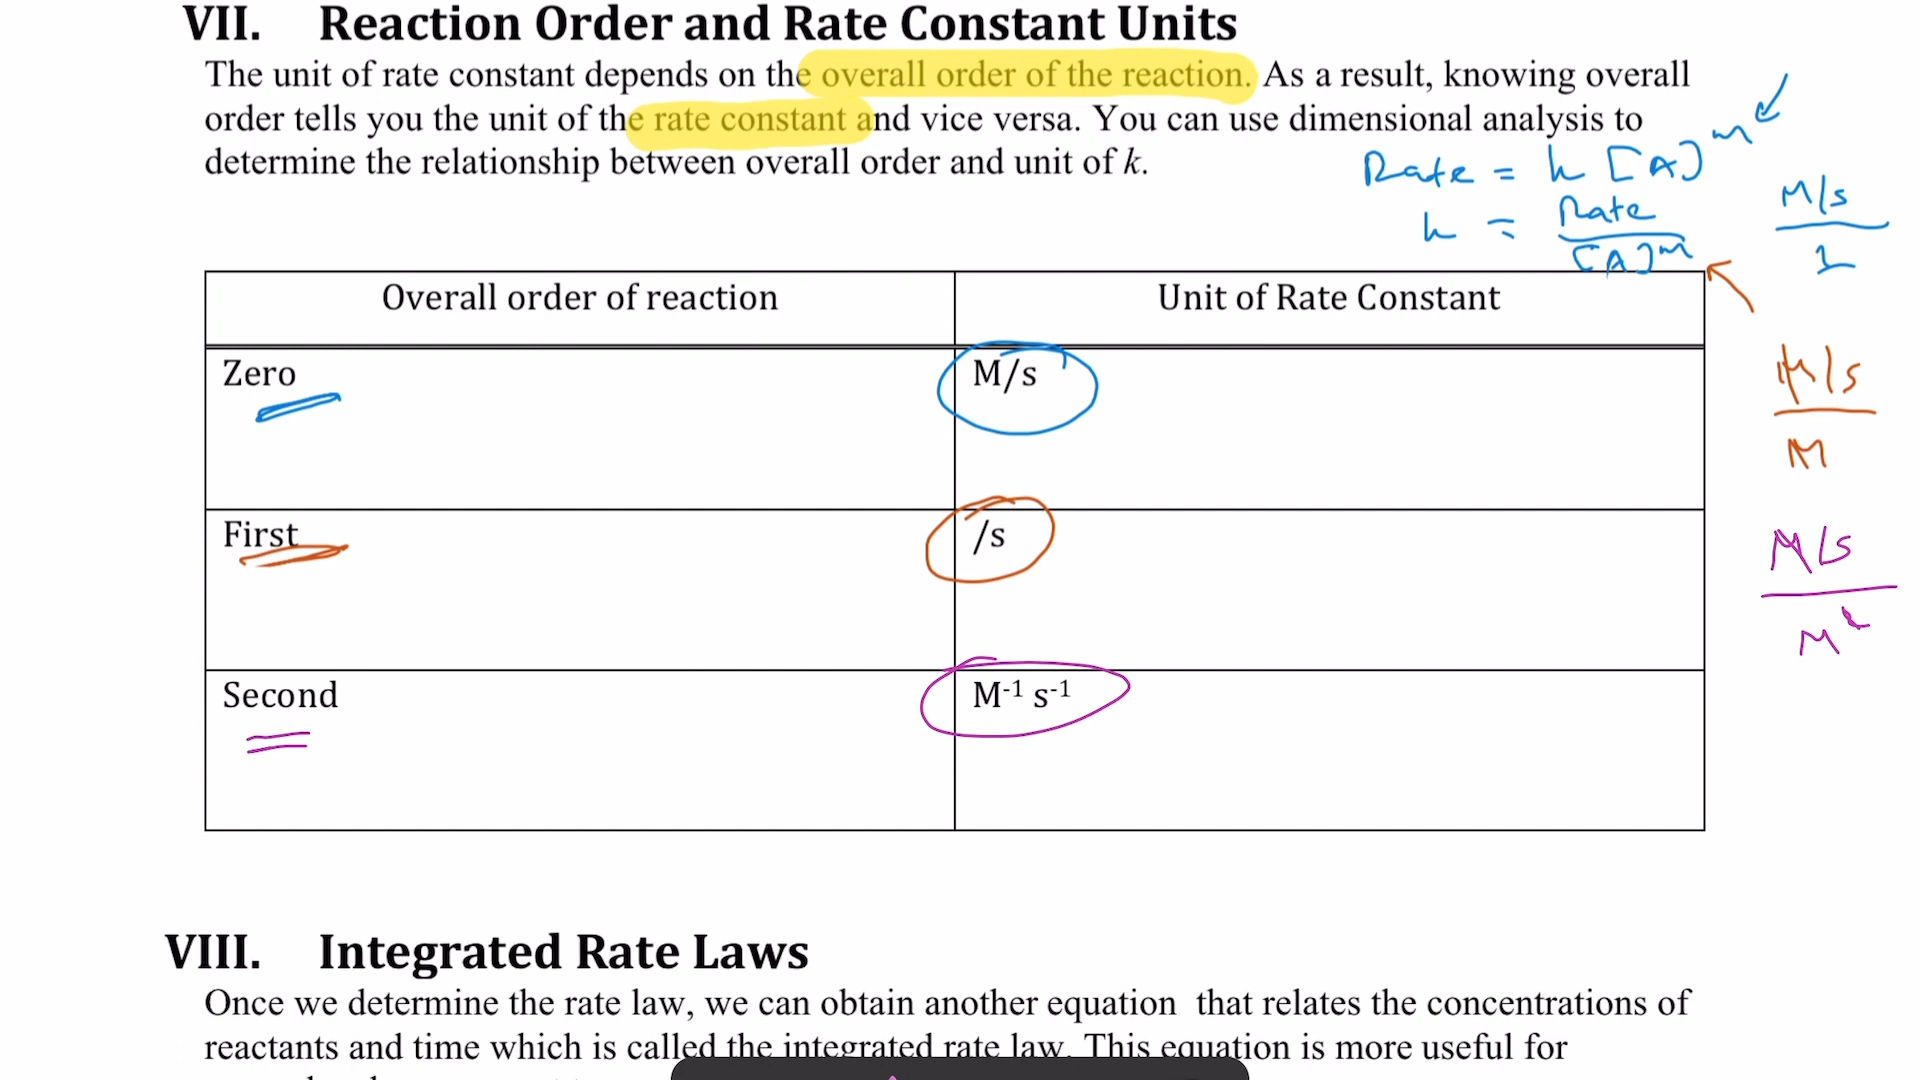 VII. Reaction Order and Rate Constant Units
The unit of rate constant depends on the overall order of the reaction. As a result, knowing overall
order tells you the unit of the rate constant and vice versa. You can use dimensional analysis to
determine the relationship between overall order and unit of k.
Rate = k [A]^m
k = Rate / [A]^m
M/s / 1
Overall order of reaction Unit of Rate Constant
Zero M/s
M/s / M
First /s
M/s / M²
Second M⁻¹ s⁻¹
VIII. Integrated Rate Laws
Once we determine the rate law, we can obtain another equation that relates the concentrations of
reactants and time which is called the integrated rate law. This equation is more useful for